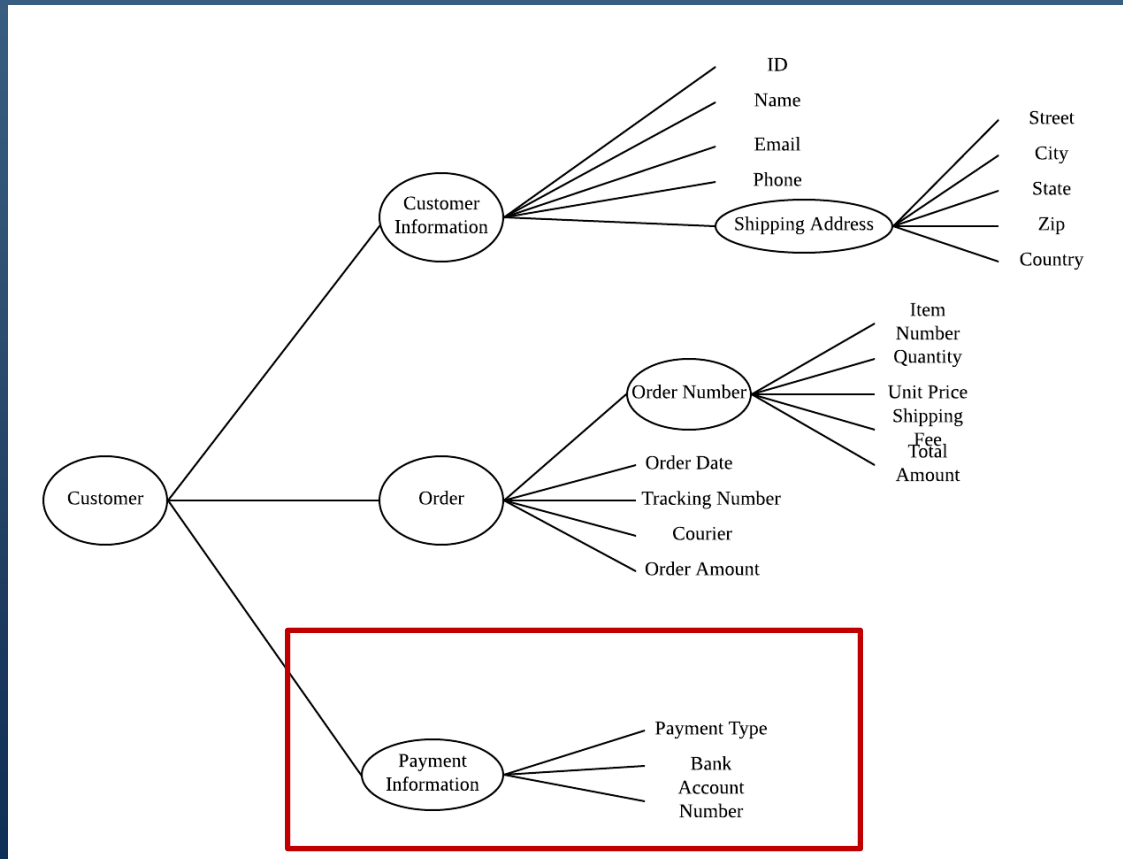 ID
Name
Email
Phone
Customer
Information
Shipping Address
Street
City
State
Zip
Country
Item
Number
Quantity
Order Number
Unit Price
Shipping
Fee
Total
Amount
Order Date
Customer
Order
Tracking Number
Courier
Order Amount
Payment Type
Payment
Information
Bank
Account
Number